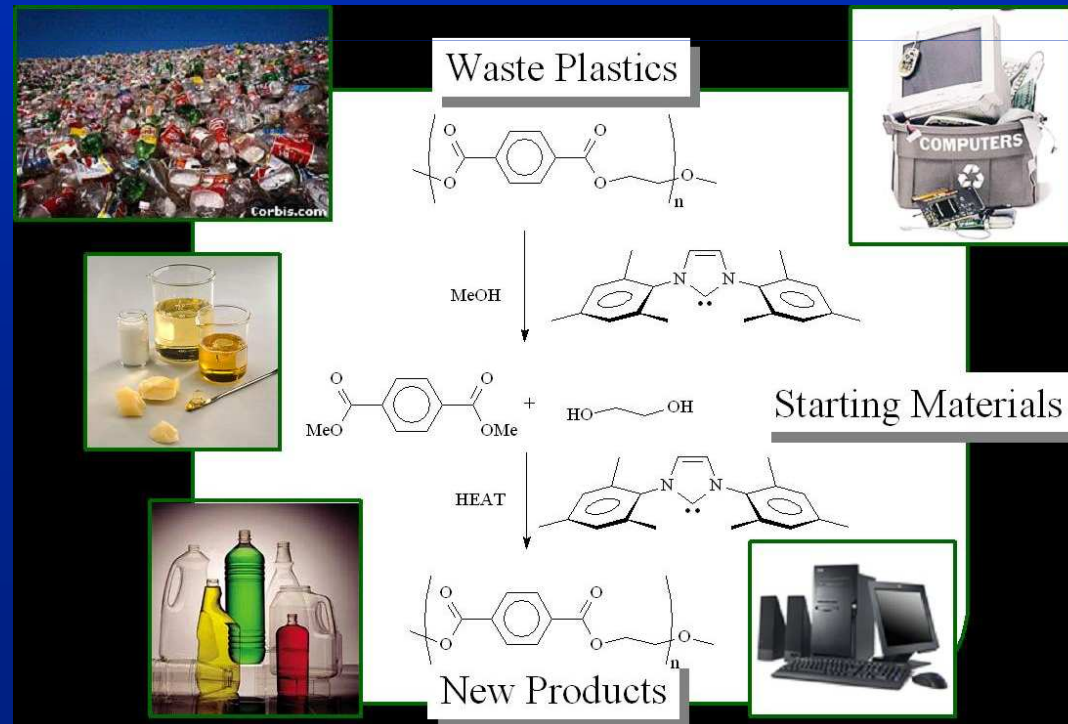 Waste Plastics
Corbis.com
COMPUTERS
O
O
O
O
O
n
MeOH
N
N
O
O
MeO
OMe
+
HO
OH
Starting Materials
HEAT
N
N
O
O
O
O
O
n
New Products